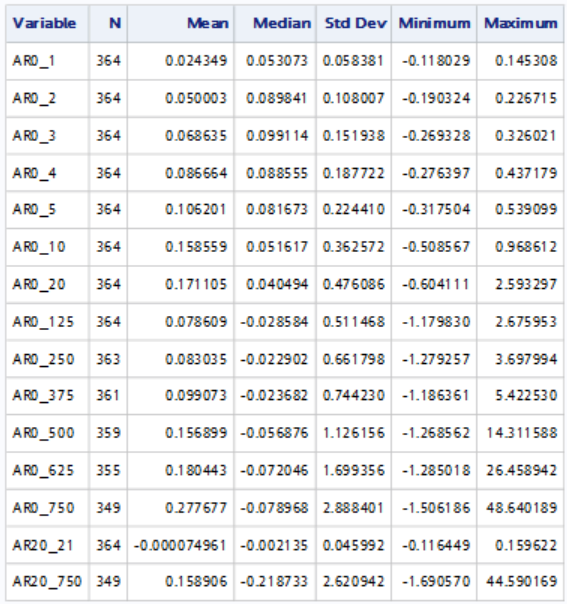 Variable N Mean Median Std Dev Minimum Maximum
AR0_1 364 0.024349 0.053073 0.058381 -0.118029 0.145308
AR0_2 364 0.050003 0.089841 0.108007 -0.190324 0.226715
AR0_3 364 0.068635 0.099114 0.151938 -0.269328 0.326021
AR0_4 364 0.086664 0.088555 0.187722 -0.276397 0.437179
AR0_5 364 0.106201 0.081673 0.224410 -0.317504 0.539099
AR0_10 364 0.158559 0.051617 0.362572 -0.508567 0.968612
AR0_20 364 0.171105 0.040494 0.476086 -0.604111 2.593297
AR0_125 364 0.078609 -0.028584 0.511468 -1.179830 2.675953
AR0_250 363 0.083035 -0.022902 0.661798 -1.279257 3.697994
AR0_375 361 0.099073 -0.023682 0.744230 -1.186361 5.422530
AR0_500 359 0.156899 -0.056876 1.126156 -1.268562 14.311588
AR0_625 355 0.180443 -0.072046 1.699356 -1.285018 26.458942
AR0_750 349 0.277677 -0.078968 2.888401 -1.506186 48.640189
AR20_21 364 -0.000074961 -0.002135 0.045992 -0.116449 0.159622
AR20_750 349 0.158906 -0.218733 2.620942 -1.690570 44.590169